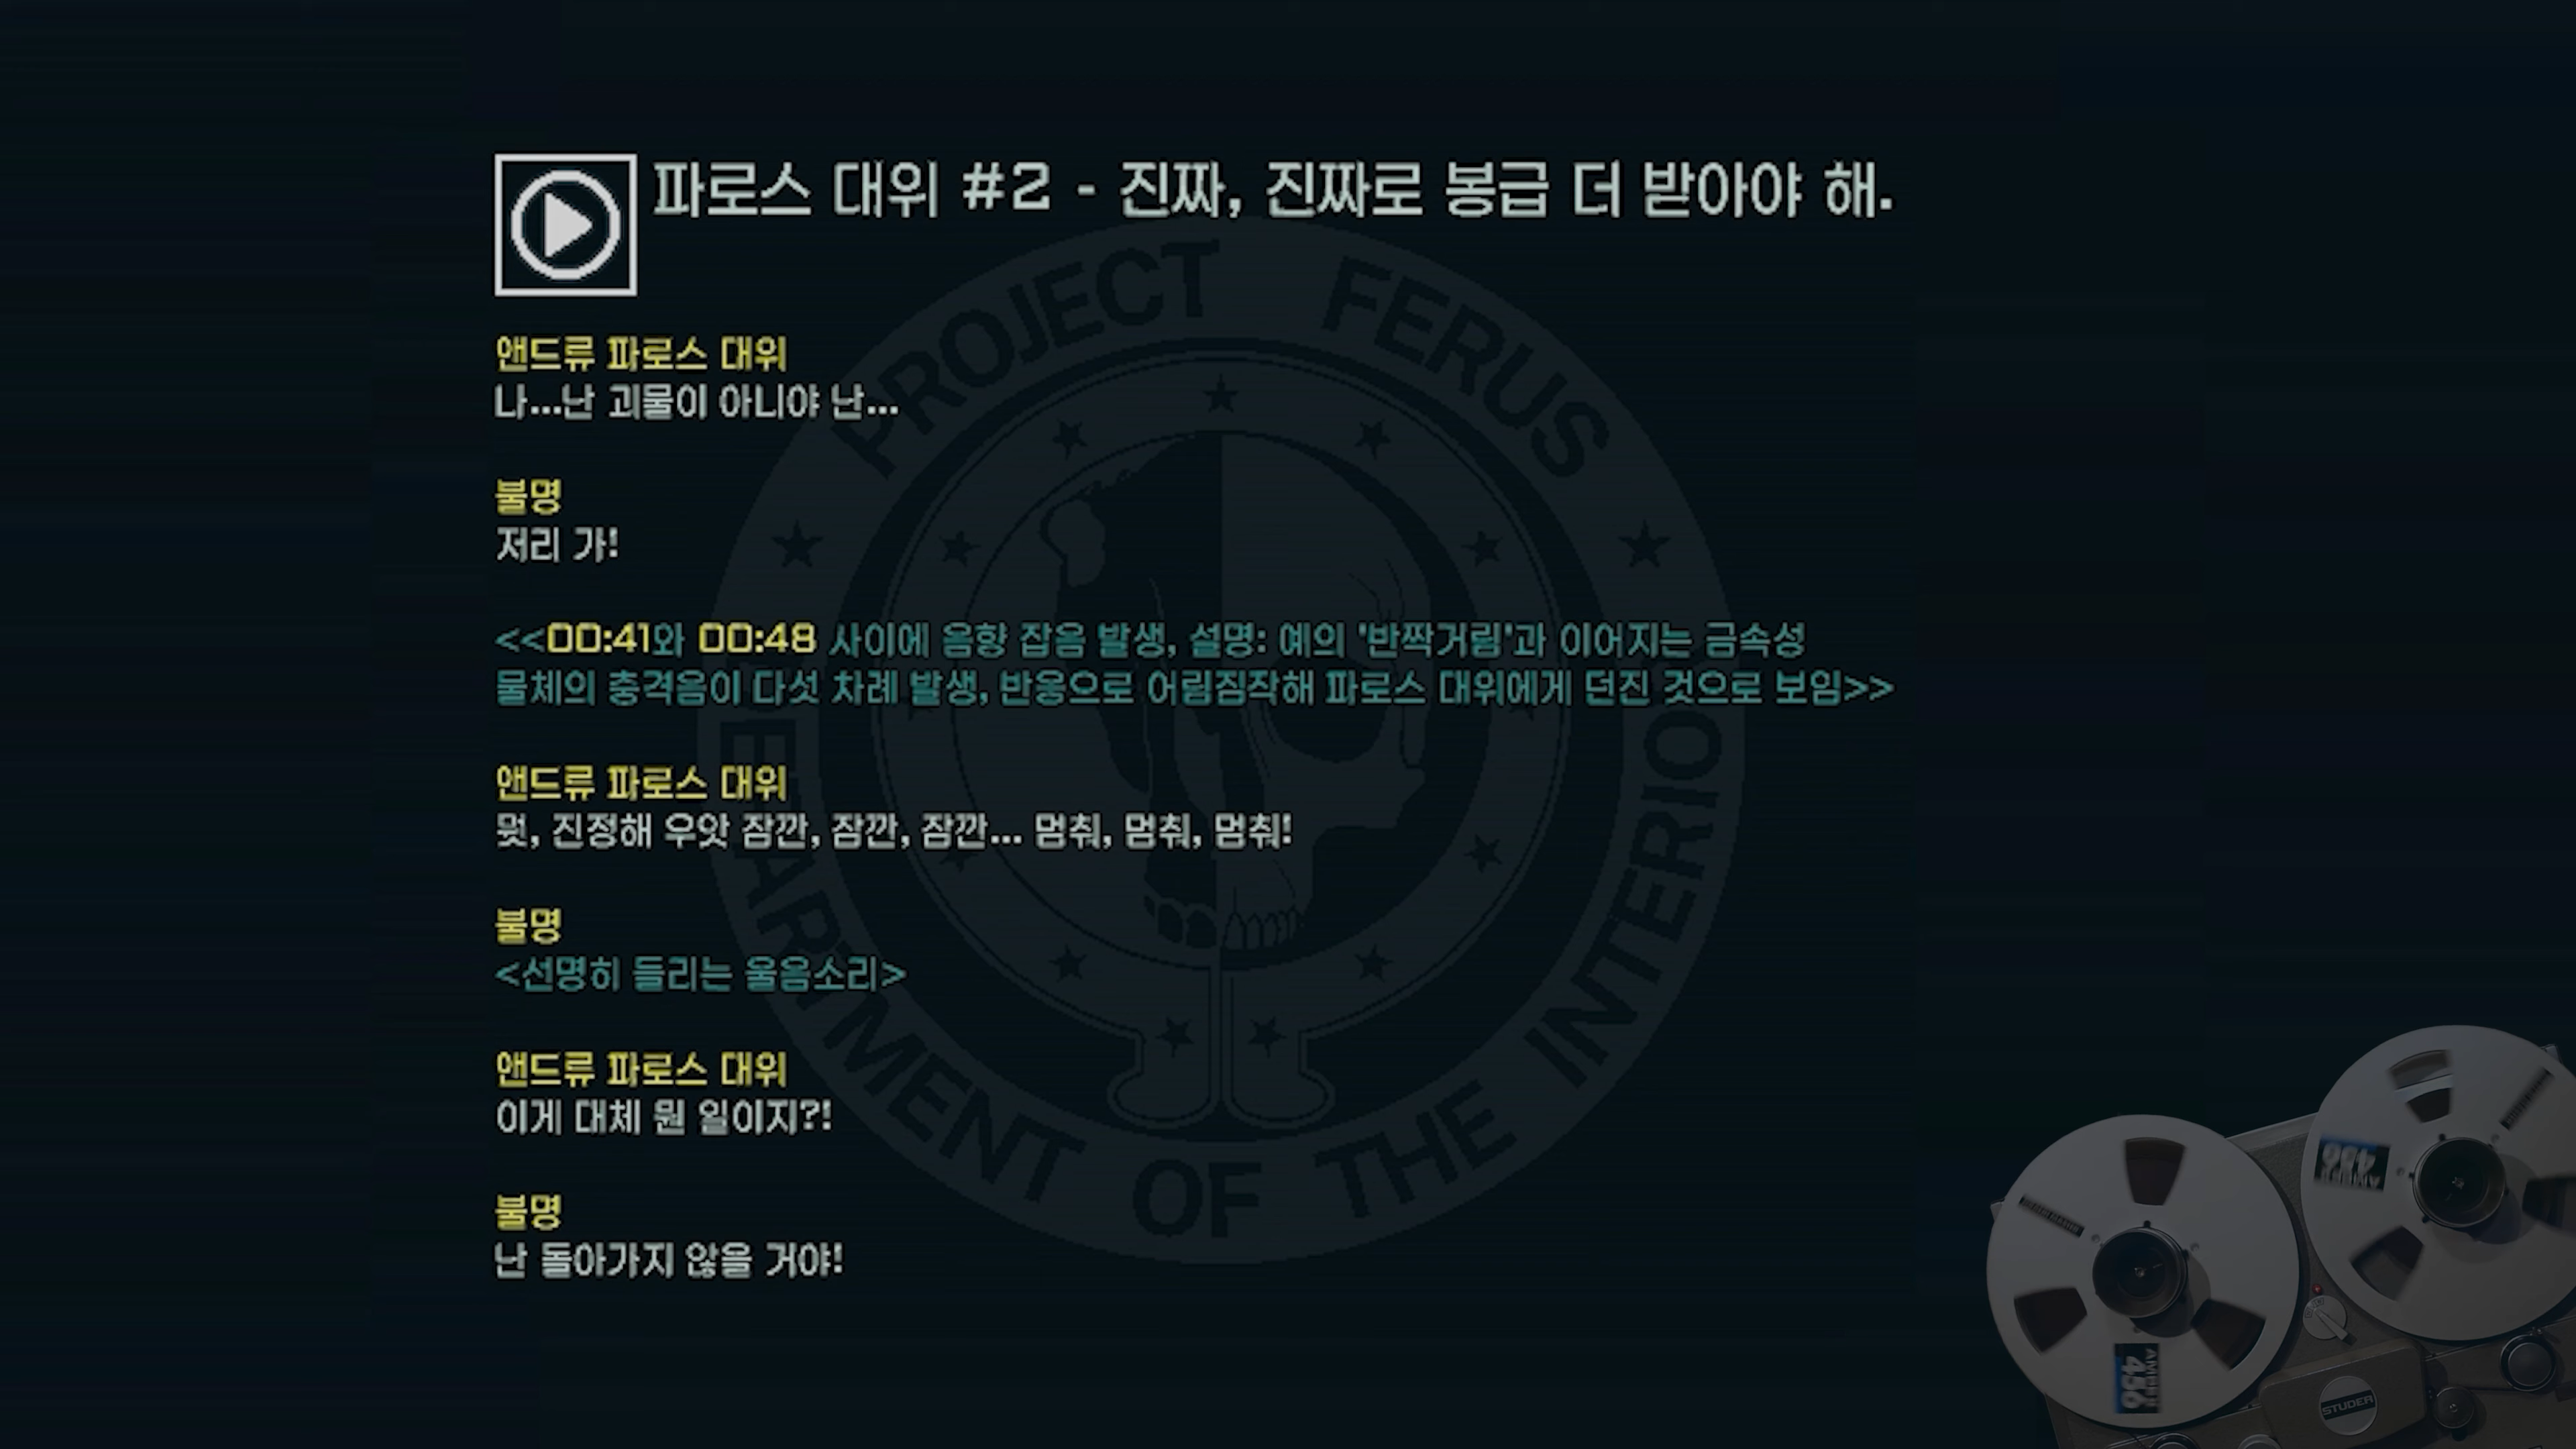 파로스 대위 #2 - 진짜, 진짜로 봉급 더 받아야 해.
앤드류 파로스 대위
나...난 괴물이 아니야 난...
불명
저리 가!
<<00:41와 00:48 사이에 음향 잡음 발생, 설명: 예의 '반짝거림'과 이어지는 금속성
물체의 충격음이 다섯 차례 발생, 반응으로 어림짐작해 파로스 대위에게 던진 것으로 보임>>
앤드류 파로스 대위
뭣, 진정해 우앗 잠깐, 잠깐, 잠깐... 멈춰, 멈춰, 멈춰!
불명
<선명히 들리는 울음소리>
앤드류 파로스 대위
이게 대체 뭔 일이지?!
불명
난 돌아가지 않을 거야!
PROJECT FERUS
OF THE INTERIOR
STUDER
456
456